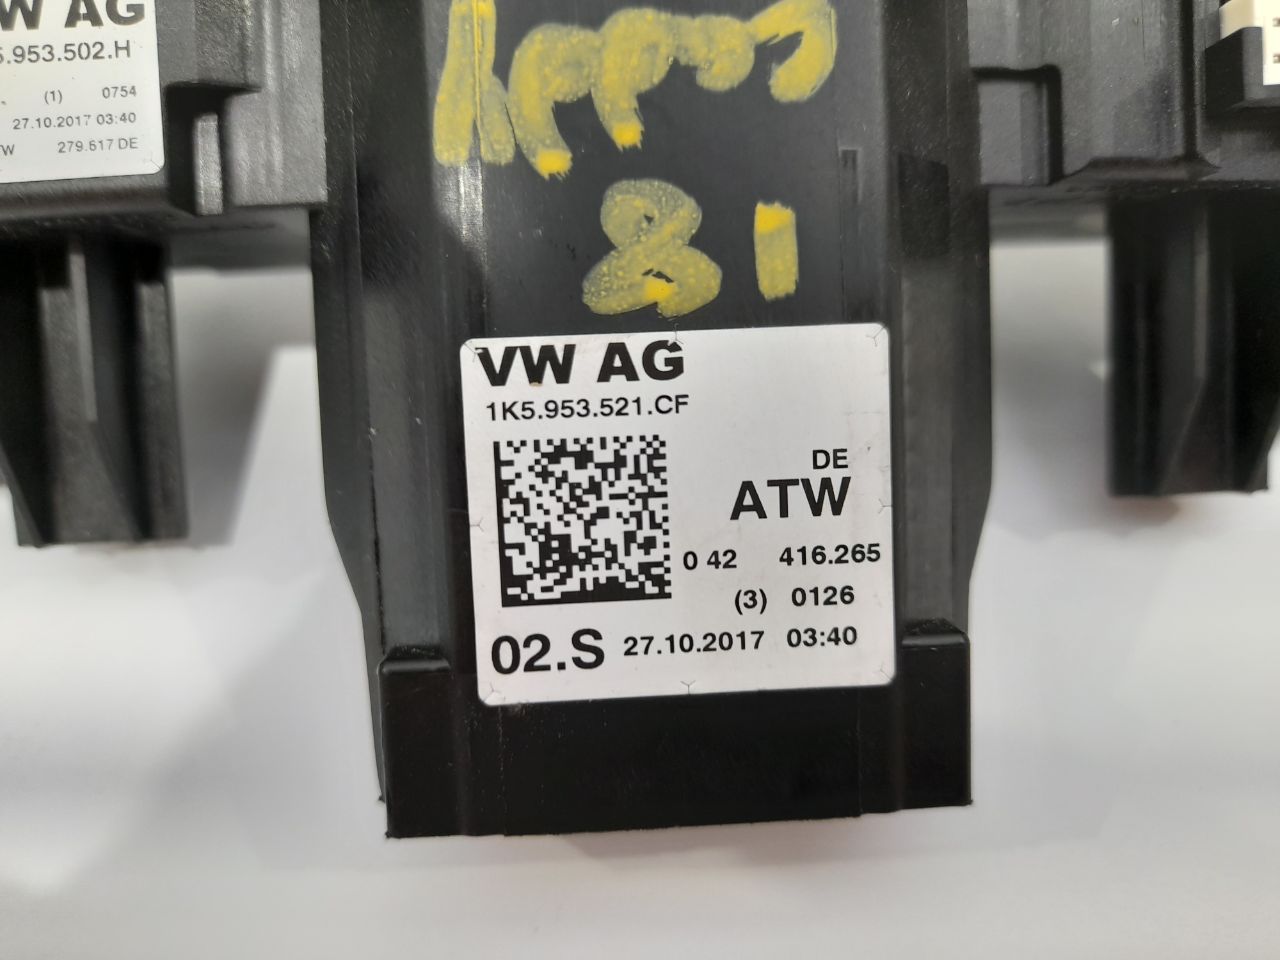 W AG
5.953.502.H
(1) 0754
27.10.2017 03:40
TW 279.617 DE
81
VW AG
1K5.953.521.CF
DE
ATW
0 42 416.265
(3) 0126
02.S 27.10.2017 03:40